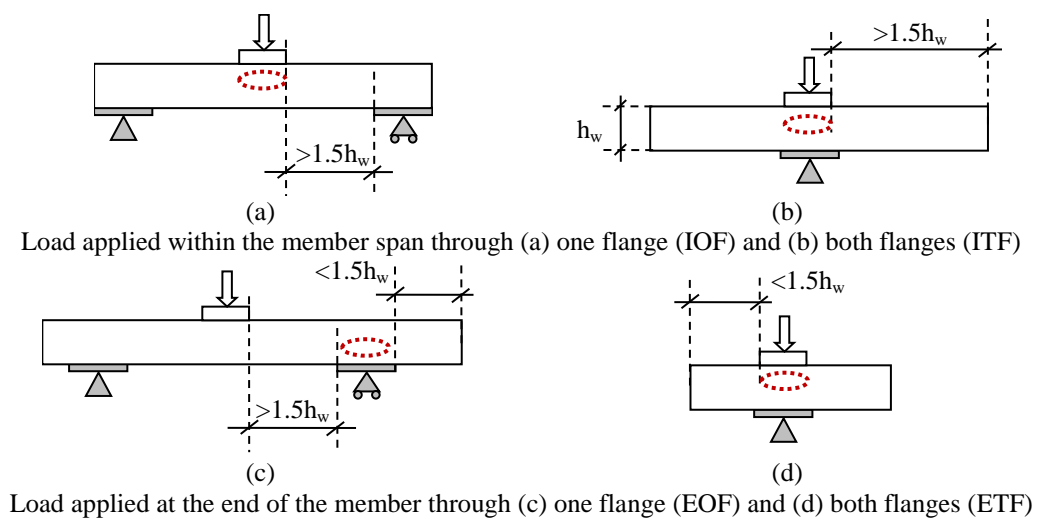 >1.5h_w
h_w
>1.5h_w
(a)
(b)
Load applied within the member span through (a) one flange (IOF) and (b) both flanges (ITF)
<1.5h_w
<1.5h_w
>1.5h_w
(c)
(d)
Load applied at the end of the member through (c) one flange (EOF) and (d) both flanges (ETF)